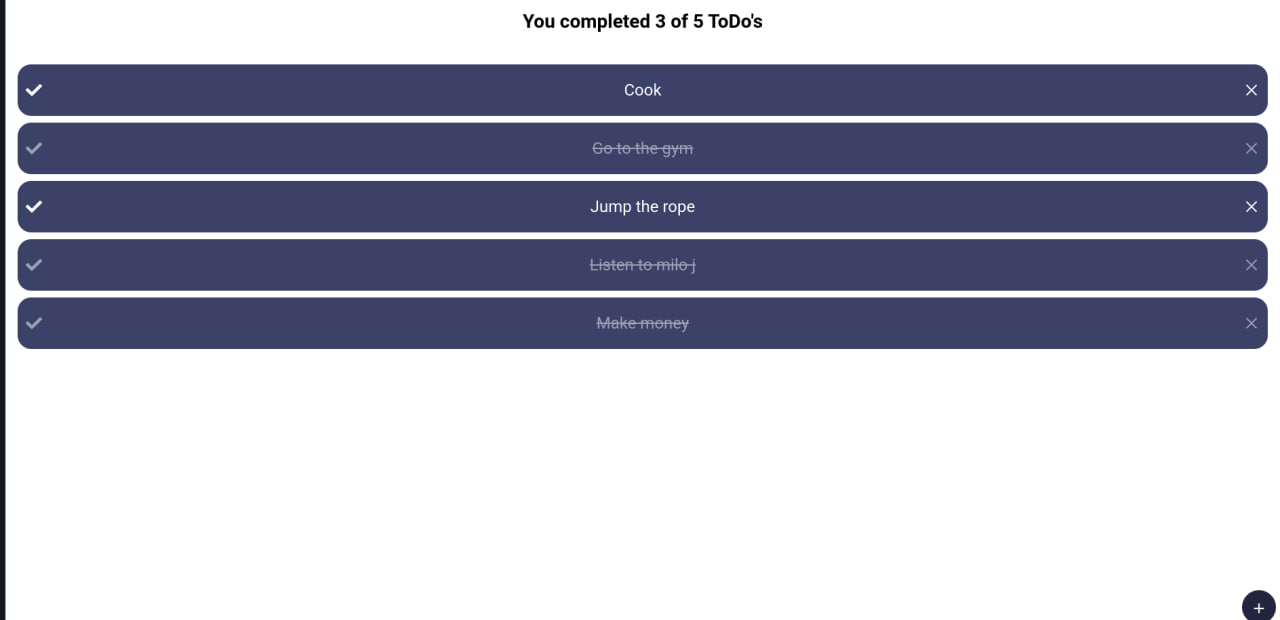 You completed 3 of 5 ToDo's
Cook
Go to the gym
Jump the rope
Listen to milo j
Make money
+